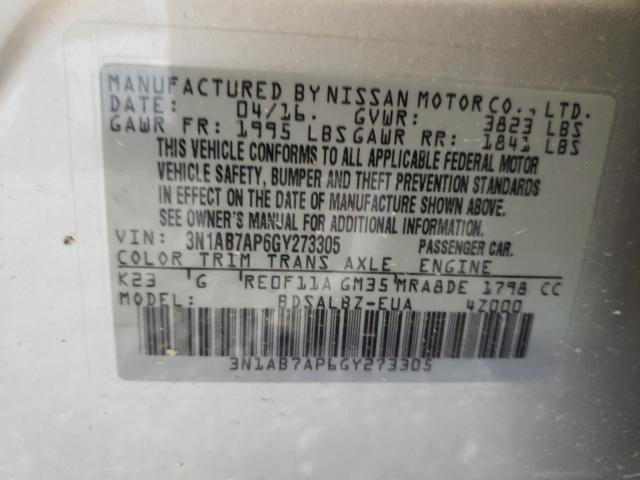 MANUFACTURED BY NISSAN MOTOR CO., LTD.
DATE: 04/16. GVWR: 3823 LBS
GAWR FR: 1995 LBS GAWR RR: 1841 LBS
THIS VEHICLE CONFORMS TO ALL APPLICABLE FEDERAL MOTOR
VEHICLE SAFETY, BUMPER AND THEFT PREVENTION STANDARDS
IN EFFECT ON THE DATE OF MANUFACTURE SHOWN ABOVE.
SEE OWNER'S MANUAL FOR ADDITIONAL INFORMATION.
VIN: 3N1AB7AP6GY273305 PASSENGER CAR.
COLOR TRIM TRANS AXLE ENGINE
K23 G RE0F11A GM35 MRA8DE 1798 CC
MODEL: BDSALBZ-EUA 4Z000
3N1AB7AP6GY273305